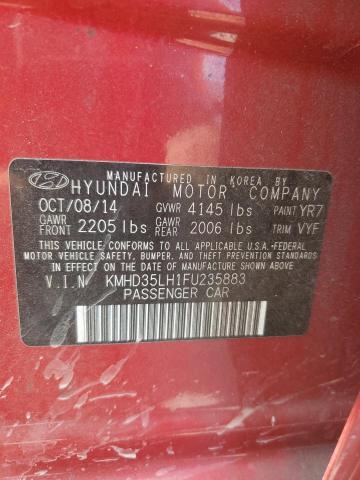 MANUFACTURED IN KOREA BY
HYUNDAI MOTOR COMPANY
OCT/08/14 GVWR 4145 lbs PAINT YR7
GAWR FRONT 2205 lbs GAWR REAR 2006 lbs TRIM VYF
THIS VEHICLE CONFORMS TO ALL APPLICABLE U.S.A.-FEDERAL
MOTOR VEHICLE SAFETY, BUMPER, AND THEFT PREVENTION
STANDARDS IN EFFECT ON THE DATE OF MANUFACTURE SHOWN ABOVE.
V.I.N KMHD35LH1FU235883
PASSENGER CAR